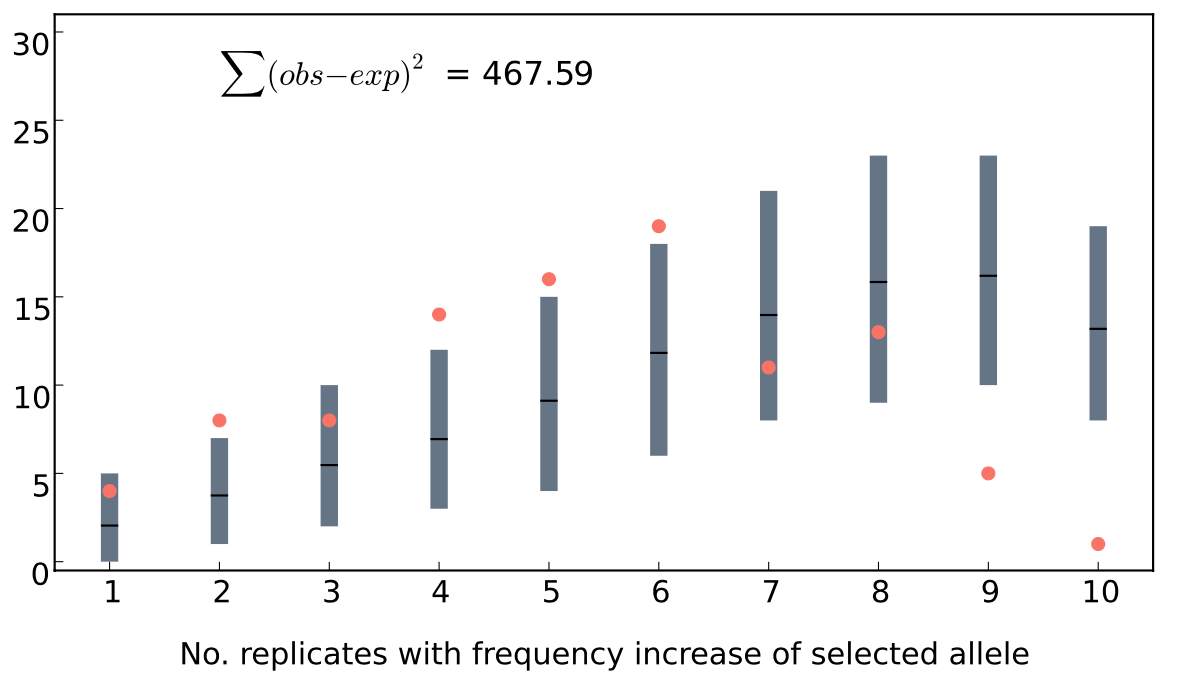 30
∑(obs−exp)² = 467.59
25
20
15
10
5
0
1 2 3 4 5 6 7 8 9 10
No. replicates with frequency increase of selected allele